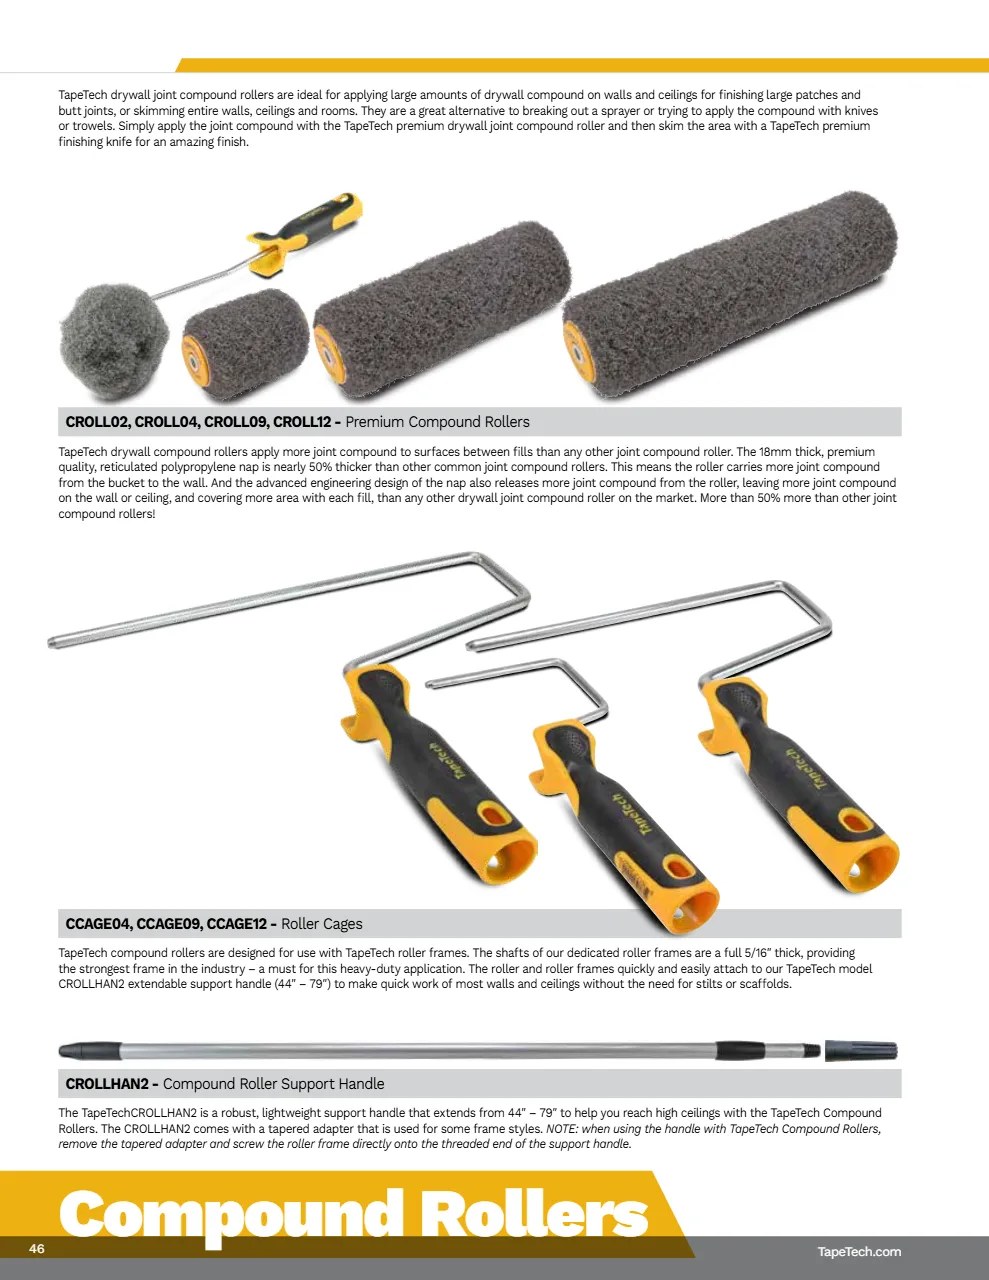 TapeTech drywall joint compound rollers are ideal for applying large amounts of drywall compound on walls and ceilings for finishing large patches and
butt joints, or skimming entire walls, ceilings and rooms. They are a great alternative to breaking out a sprayer or trying to apply the compound with knives
or trowels. Simply apply the joint compound with the TapeTech premium drywall joint compound roller and then skim the area with a TapeTech premium
finishing knife for an amazing finish.
CROLL02, CROLL04, CROLL09, CROLL12 - Premium Compound Rollers
TapeTech drywall compound rollers apply more joint compound to surfaces between fills than any other joint compound roller. The 18mm thick, premium
quality, reticulated polypropylene nap is nearly 50% thicker than other common joint compound rollers. This means the roller carries more joint compound
from the bucket to the wall. And the advanced engineering design of the nap also releases more joint compound from the roller, leaving more joint compound
on the wall or ceiling, and covering more area with each fill, than any other drywall joint compound roller on the market. More than 50% more than other joint
compound rollers!
TapeTech
TapeTech
TapeTech
CCAGE04, CCAGE09, CCAGE12 - Roller Cages
TapeTech compound rollers are designed for use with TapeTech roller frames. The shafts of our dedicated roller frames are a full 5/16" thick, providing
the strongest frame in the industry – a must for this heavy-duty application. The roller and roller frames quickly and easily attach to our TapeTech model
CROLLHAN2 extendable support handle (44" – 79") to make quick work of most walls and ceilings without the need for stilts or scaffolds.
CROLLHAN2 - Compound Roller Support Handle
The TapeTechCROLLHAN2 is a robust, lightweight support handle that extends from 44" – 79" to help you reach high ceilings with the TapeTech Compound
Rollers. The CROLLHAN2 comes with a tapered adapter that is used for some frame styles. NOTE: when using the handle with TapeTech Compound Rollers,
remove the tapered adapter and screw the roller frame directly onto the threaded end of the support handle.
Compound Rollers
46
TapeTech.com